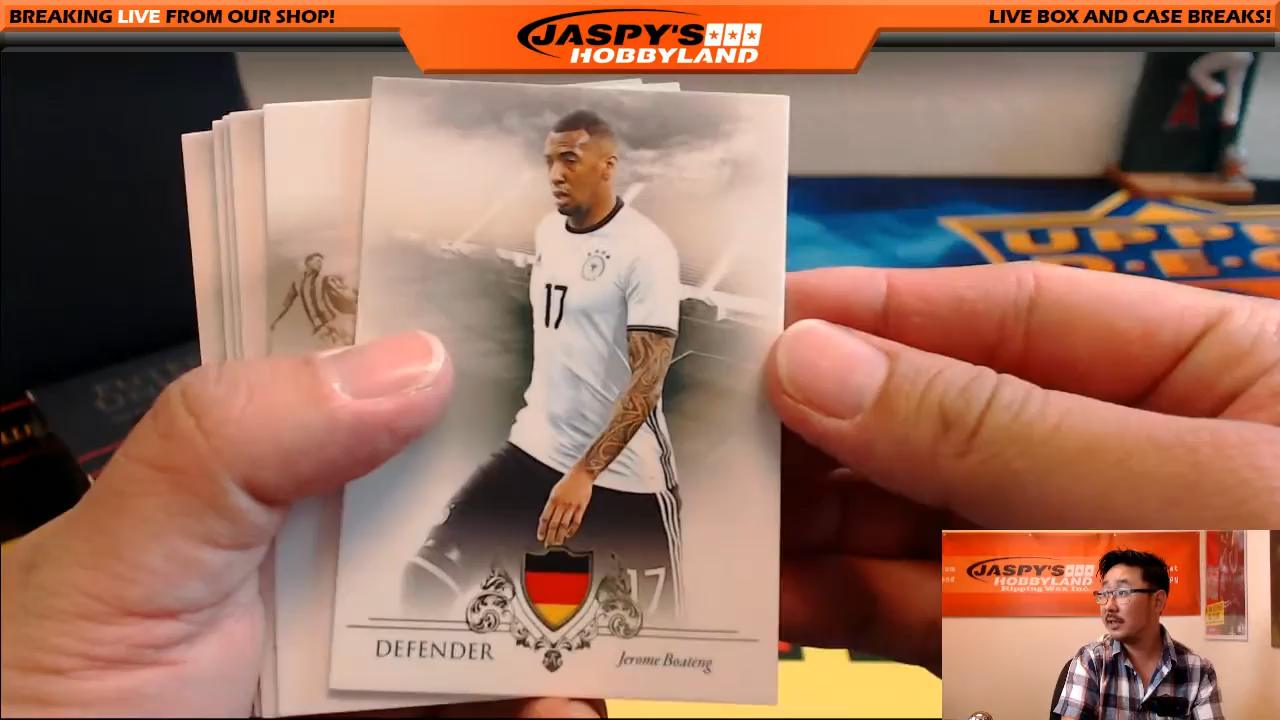 BREAKING LIVE FROM OUR SHOP!
JASPY'S
HOBBYLAND
LIVE BOX AND CASE BREAKS!
17
17
DEFENDER
Jerome Boateng
JASPY'S
HOBBYLAND
Ripping Wax Inc.